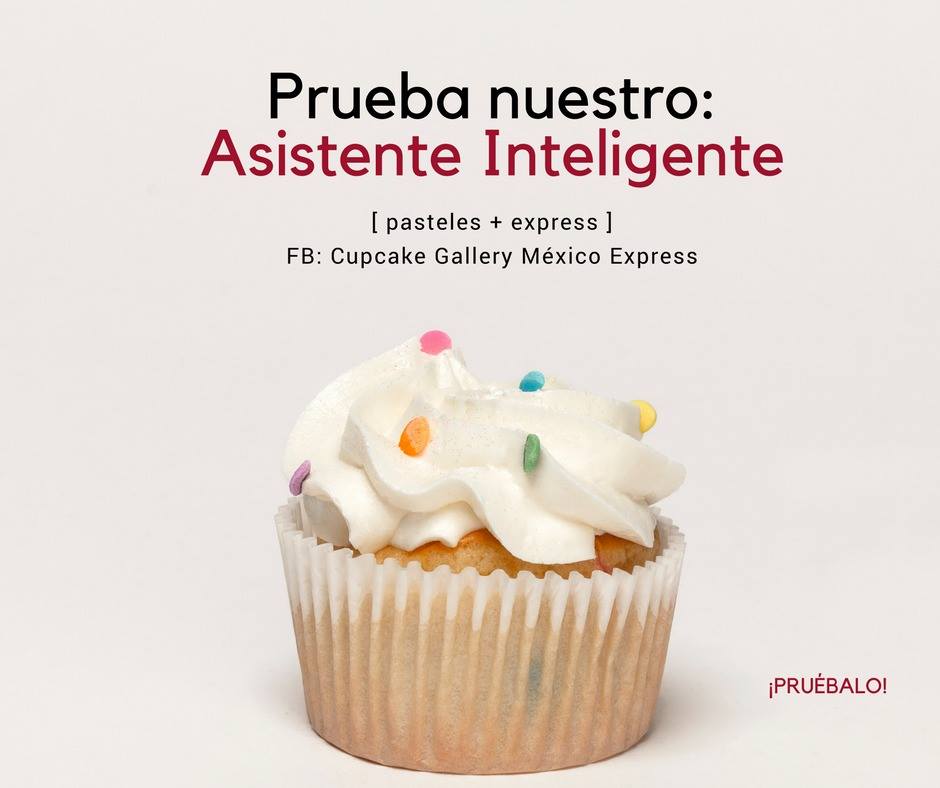 Prueba nuestro:
Asistente Inteligente
[ pasteles + express ]
FB: Cupcake Gallery México Express
¡PRUÉBALO!